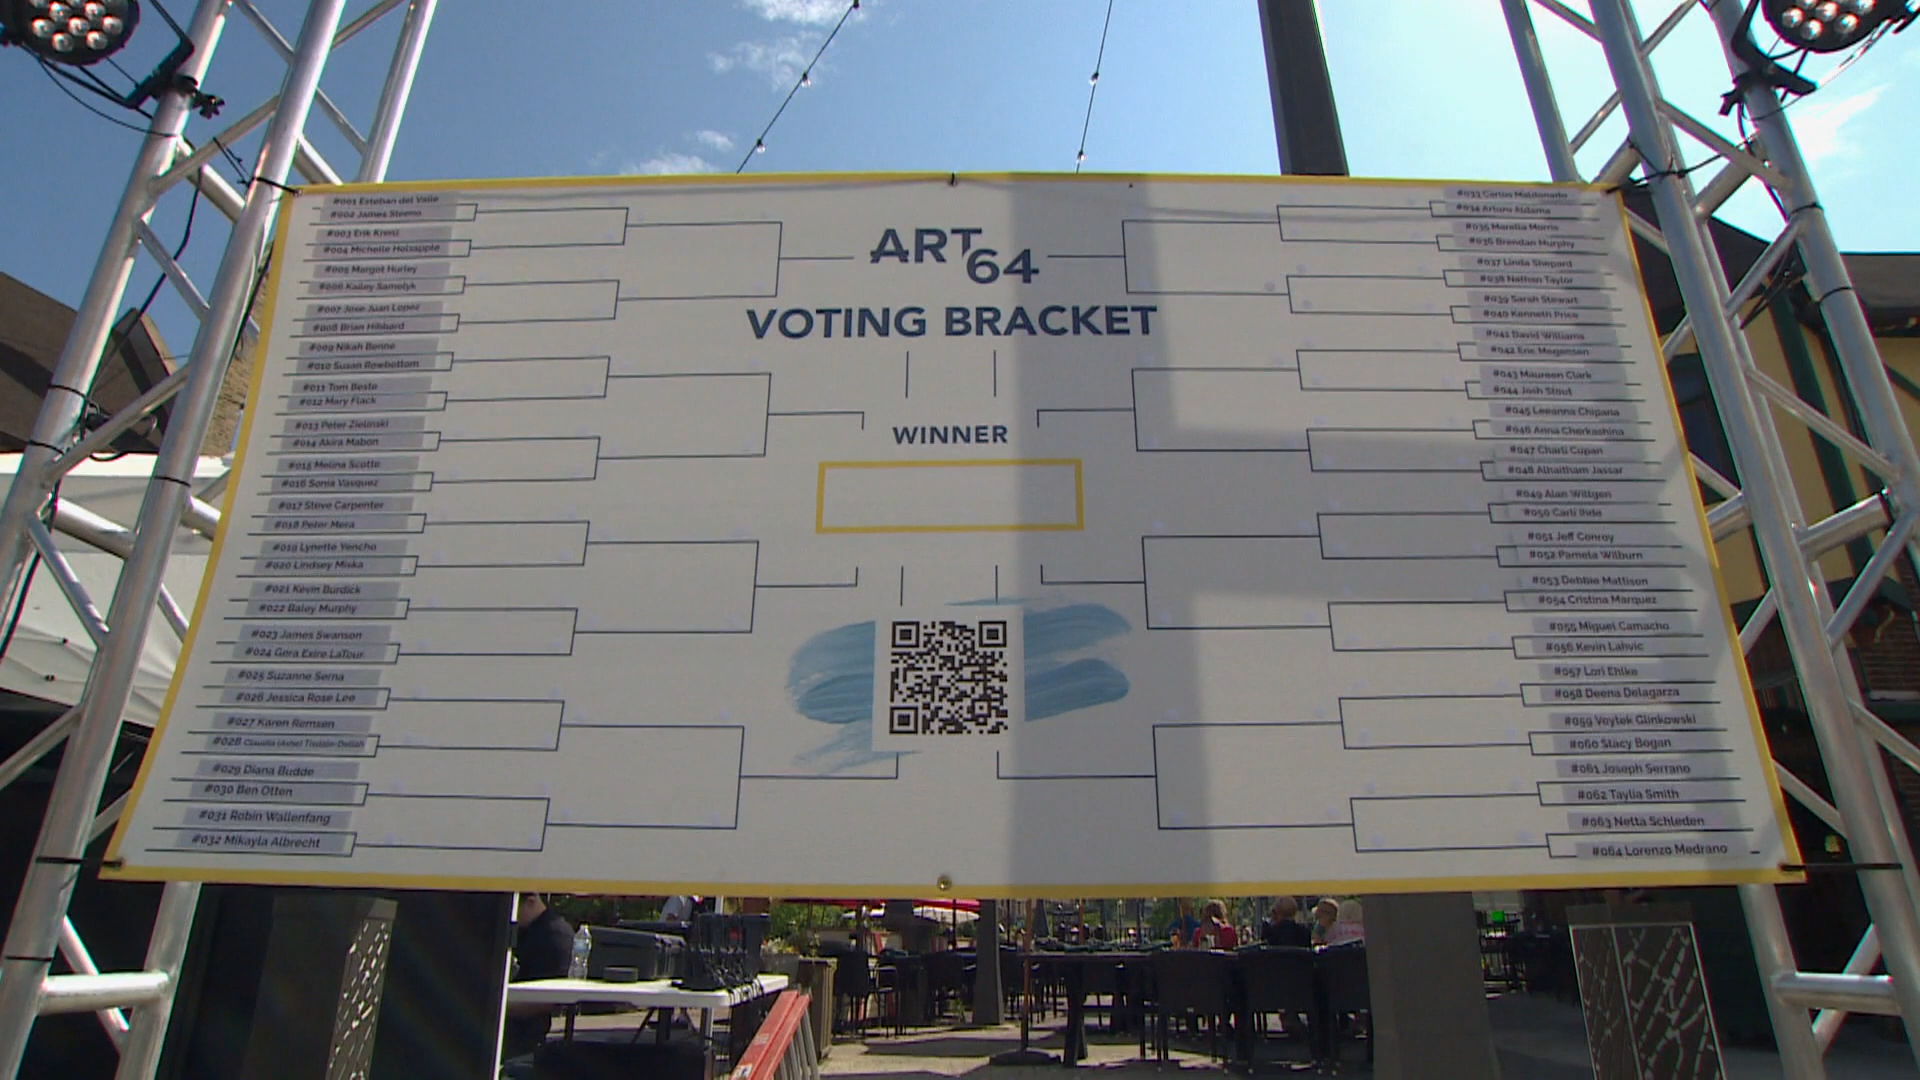 ART
64
VOTING BRACKET
WINNER
#001 Esteban del Valle
#002 James Steeno
#003 Erik Krenz
#004 Michelle Holzapple
#005 Margot Hurley
#006 Kailey Samolyk
#007 Jose Juan Lopez
#008 Brian Hibbard
#009 Nikah Benne
#010 Susan Rowbottom
#011 Tom Beste
#012 Mary Flack
#013 Peter Zielinski
#014 Akira Mabon
#015 Melina Scotte
#016 Sonia Vasquez
#017 Steve Carpenter
#018 Peter Mera
#019 Lynette Yencho
#020 Lindsey Miska
#021 Kevin Burdick
#022 Baley Murphy
#023 James Swanson
#024 Gera Exire LaTour
#025 Suzanne Serna
#026 Jessica Rose Lee
#027 Karen Remsen
#028 Claudia (Ashe)
#029 Diana Budde
#030 Ben Otten
#031 Robin Wallenfang
#032 Mikayla Albrecht
#033 Carlos Maldonado
#034 Arturo Aldama
#035 Marella Morris
#036 Brendan Murphy
#037 Linda Shepard
#038 Nathan Taylor
#039 Sarah Stewart
#040 Kenneth Price
#041 David Williams
#042 Eric Mogensen
#043 Maureen Clark
#044 Josh Stout
#045 Leeanna Chipana
#046 Anna Cherkashina
#047 Charli Cupan
#048 Alhaitham Jassar
#049 Alan Wittgen
#050 Carli Ihde
#051 Jeff Conroy
#052 Pamela Wilburn
#053 Debbie Mattison
#054 Cristina Marquez
#055 Miguel Camacho
#056 Kevin Lahvic
#057 Lori Ehlke
#058 Deena Delagarza
#059 Voytek Glinkowski
#060 Stacy Bogan
#061 Joseph Serrano
#062 Taylia Smith
#063 Netta Schleden
#064 Lorenzo Medrano